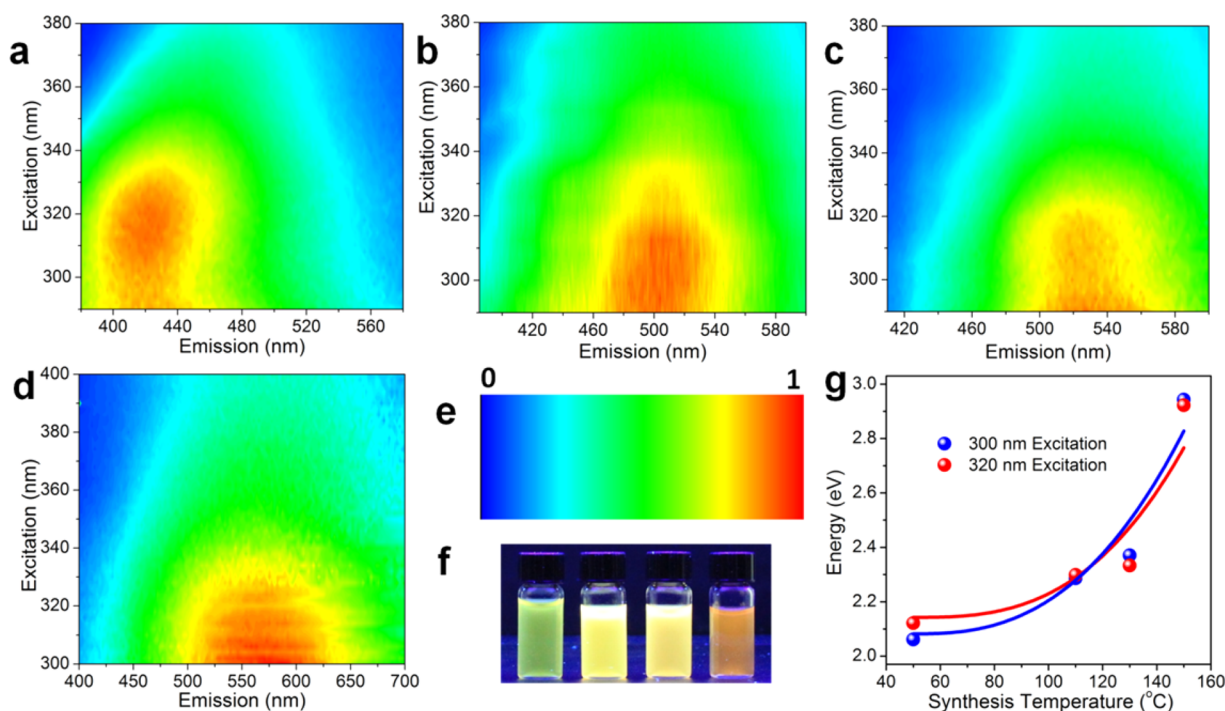 a
380
360
340
320
300
Excitation (nm)
400 440 480 520 560
Emission (nm)
b
380
360
340
320
300
Excitation (nm)
420 460 500 540 580
Emission (nm)
c
380
360
340
320
300
Excitation (nm)
420 460 500 540 580
Emission (nm)
d
400
380
360
340
320
300
Excitation (nm)
400 450 500 550 600 650 700
Emission (nm)
e
0 1
f
g
3.0
2.8
2.6
2.4
2.2
2.0
Energy (eV)
300 nm Excitation
320 nm Excitation
40 60 80 100 120 140 160
Synthesis Temperature (°C)